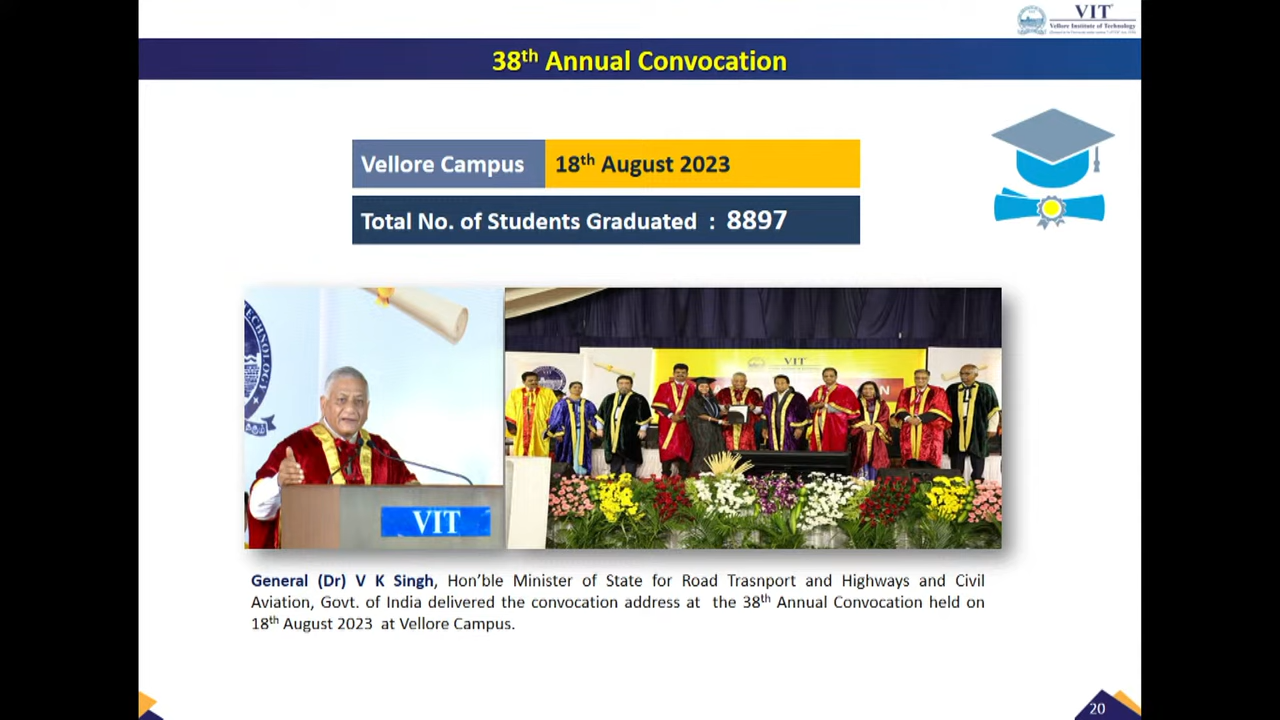 VIT
Vellore Institute of Technology
38th Annual Convocation
Vellore Campus 18th August 2023
Total No. of Students Graduated : 8897
VIT
VIT
General (Dr) V K Singh, Hon’ble Minister of State for Road Trasnport and Highways and Civil
Aviation, Govt. of India delivered the convocation address at the 38th Annual Convocation held on
18th August 2023 at Vellore Campus.
20